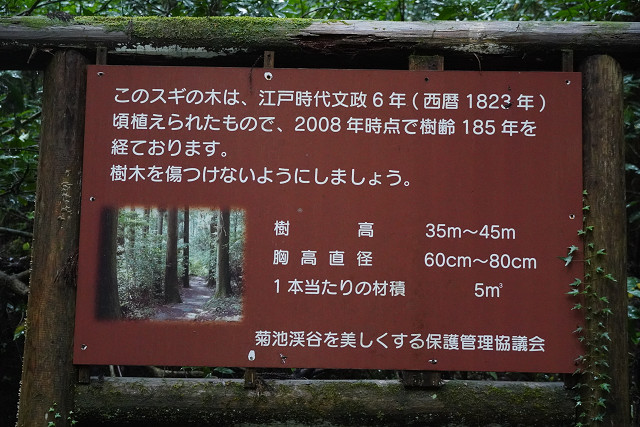 このスギの木は、江戸時代文政6年(西暦1823年)
頃植えられたもので、2008年時点で樹齢185年を
経ております。
樹木を傷つけないようにしましょう。
樹高 35m～45m
胸高直径 60cm～80cm
1本当たりの材積 5m³
菊池渓谷を美しくする保護管理協議会